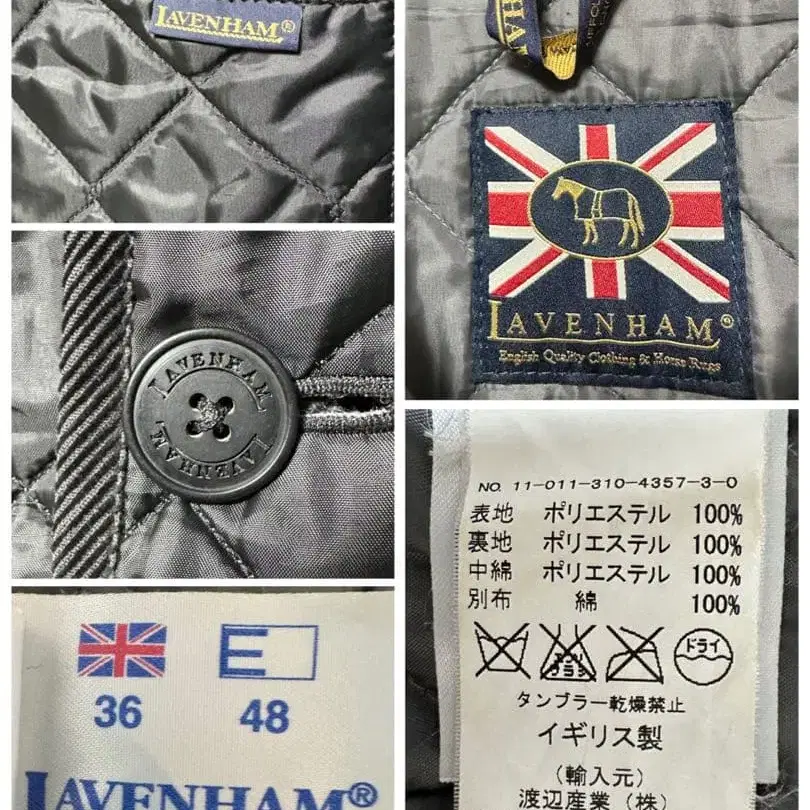 LAVENHAM®
LAVENHAM®
English Quality Clothing & Horse Rugs
LAVENHAM
LAVENHAM
E
36 48
LAVENHAM®
NO. 11-011-310-4357-3-0
表地 ポリエステル 100%
裏地 ポリエステル 100%
中綿 ポリエステル 100%
別布 綿 100%
ドライ
タンブラー乾燥禁止
イギリス製
(輸入元)
渡辺産業(株)